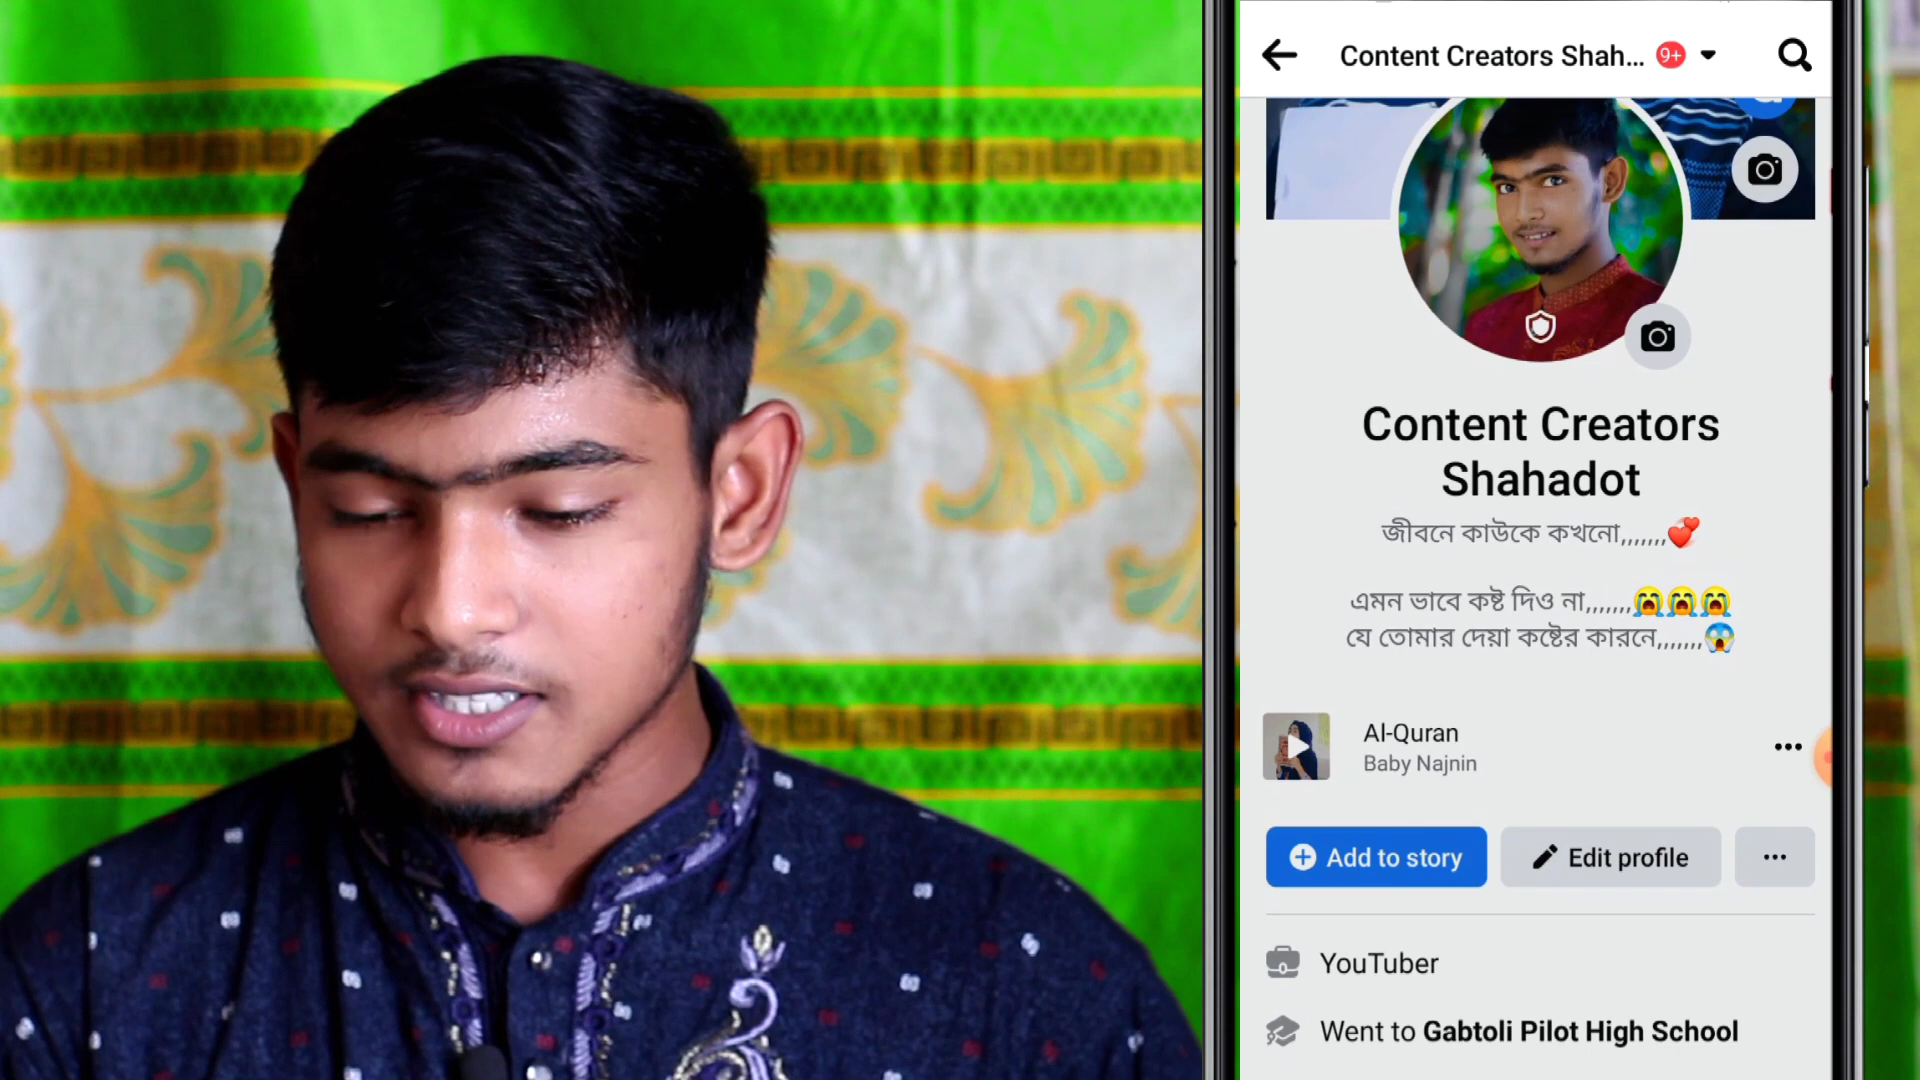 Content Creators Shah... 9+
Content Creators
Shahadot
জীবনে কাউকে কখনো,,,,,,,💞
এমন ভাবে কষ্ট দিও না,,,,,,,😭😭😭
যে তোমার দেয়া কষ্টের কারনে,,,,,,,😱
Al-Quran
Baby Najnin
Add to story
Edit profile
YouTuber
Went to Gabtoli Pilot High School